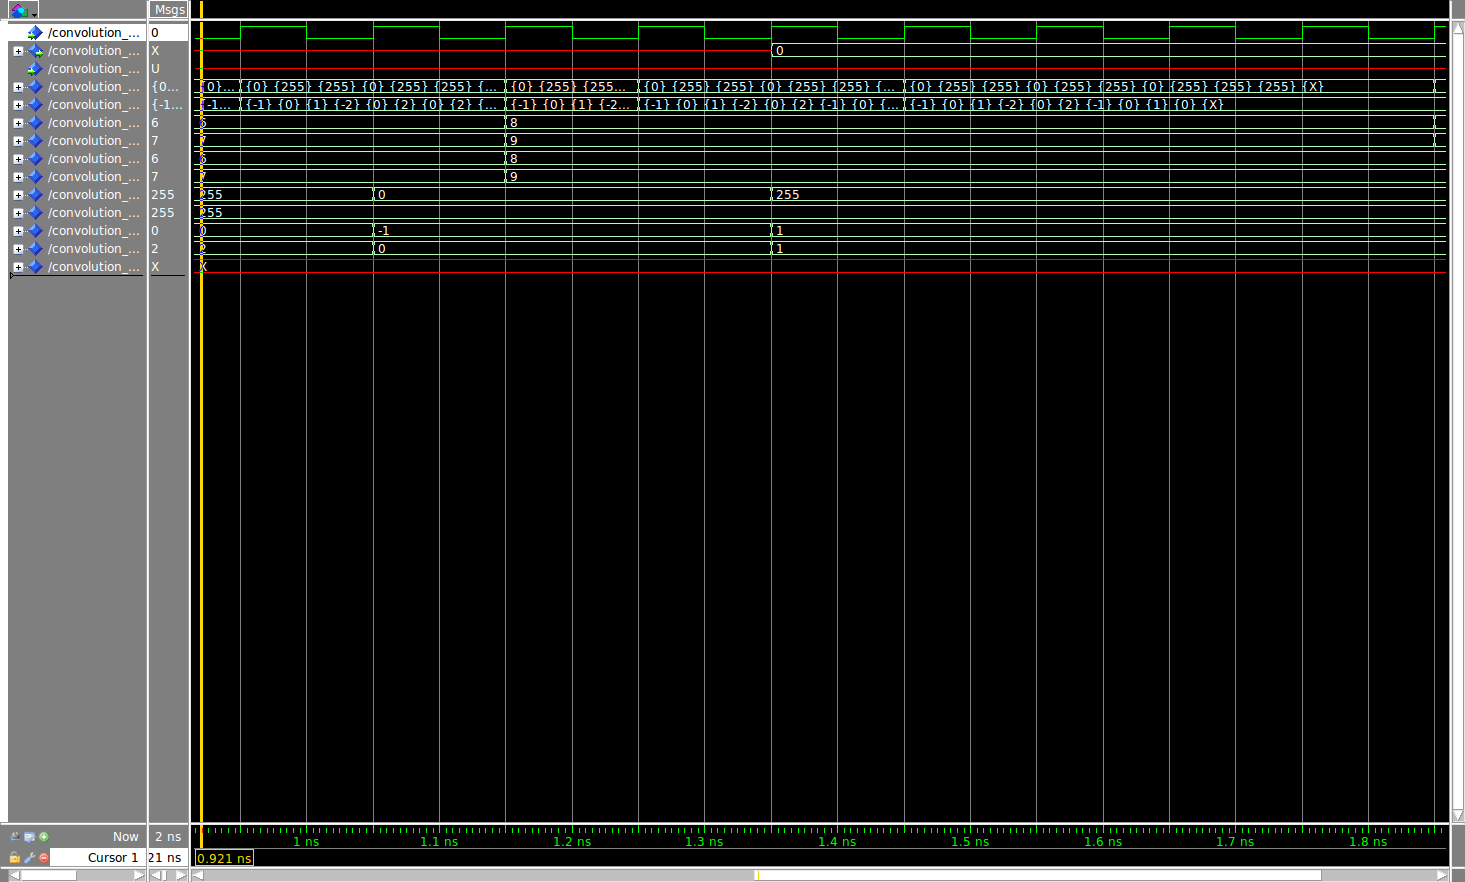 Msgs
/convolution_... 0
/convolution_... X 0
/convolution_... U
/convolution_... {0... {0}... {0} {255} {255} {0} {255} {255} {... {0} {255} {255... {0} {255} {255} {0} {255} {255} {... {0} {255} {255} {0} {255} {255} {0} {255} {255} {255} {X}
/convolution_... {-1... {-1... {-1} {0} {1} {-2} {0} {2} {0} {2} {... {-1} {0} {1} {-2... {-1} {0} {1} {-2} {0} {2} {-1} {0} {... {-1} {0} {1} {-2} {0} {2} {-1} {0} {1} {0} {X}
/convolution_... 6 6 8
/convolution_... 7 7 9
/convolution_... 6 6 8
/convolution_... 7 7 9
/convolution_... 255 255 0 255
/convolution_... 255 255
/convolution_... 0 0 -1 1
/convolution_... 2 2 0 1
/convolution_... X X
Now 2 ns 1 ns 1.1 ns 1.2 ns 1.3 ns 1.4 ns 1.5 ns 1.6 ns 1.7 ns 1.8 ns
Cursor 1 21 ns 0.921 ns